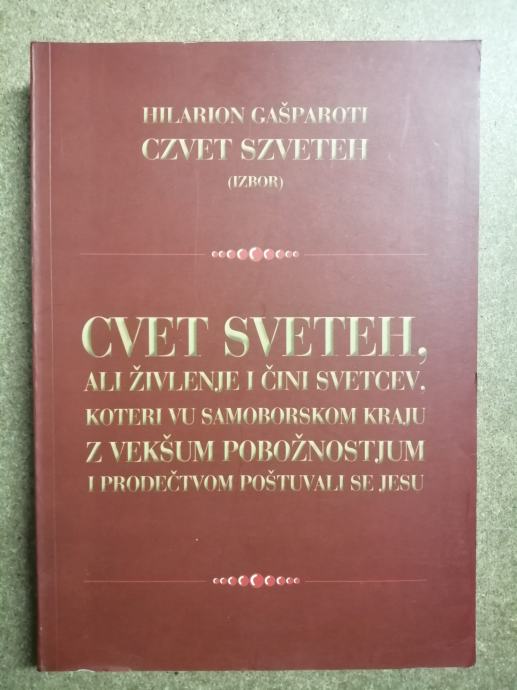 HILARION GAŠPAROTI
CZVET SZVETEH
(IZBOR)
CVET SVETEH,
ALI ŽIVLENJE I ČINI SVETCEV.
KOTERI VU SAMOBORSKOM KRAJU
Z VEKŠUM POBOŽNOSTJUM
I PRODEČTVOM POŠTUVALI SE JESU